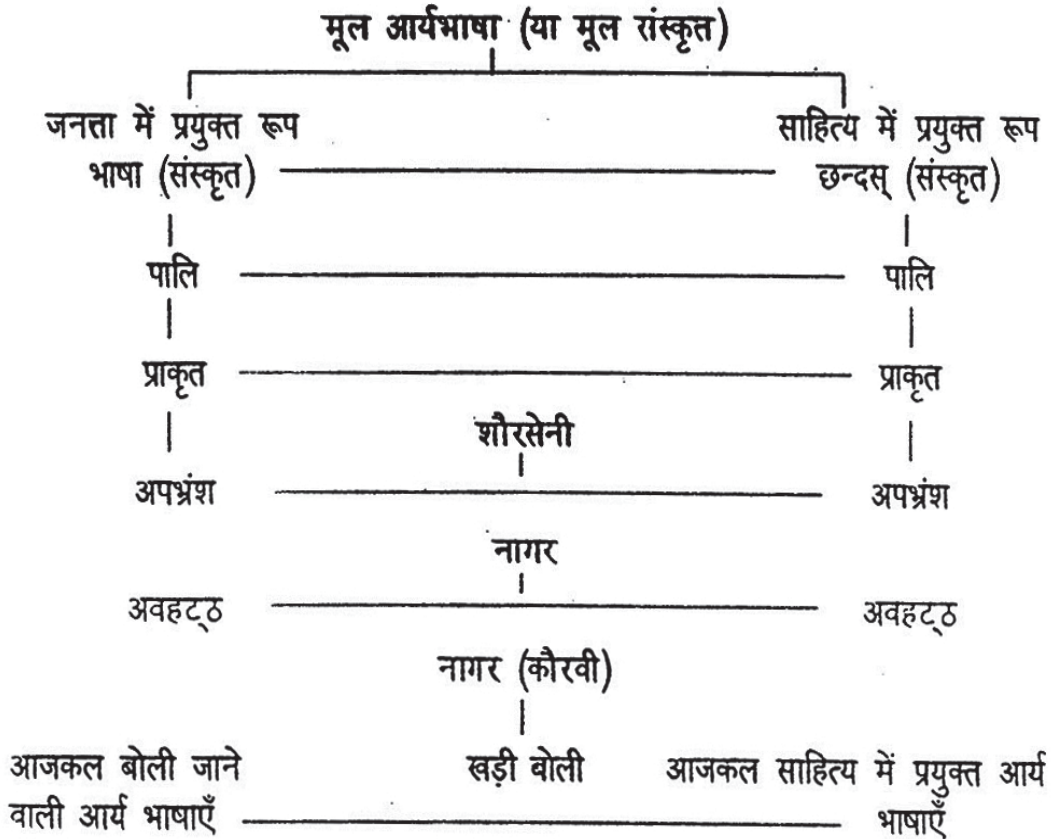 मूल आर्यभाषा (या मूल रांस्कृत)
जनत्ता में प्रयुक्त रूप
भाषा (संस्कृत)
साहित्य में प्रयुक्त रूप
छन्दस् (संस्कृत)
पालि
पालि
प्राकृत
प्राकृत
शौरसेनी
अपभ्रंश
अपभ्रंश
नागर
अवहट्ठ
अवहट्ठ
नागर (कौरवी)
आजकल बोली जाने
वाली आर्य भाषाएँ
खड़ी बोली
आजकल साहित्य में प्रयुक्त आर्य
भाषाएँ